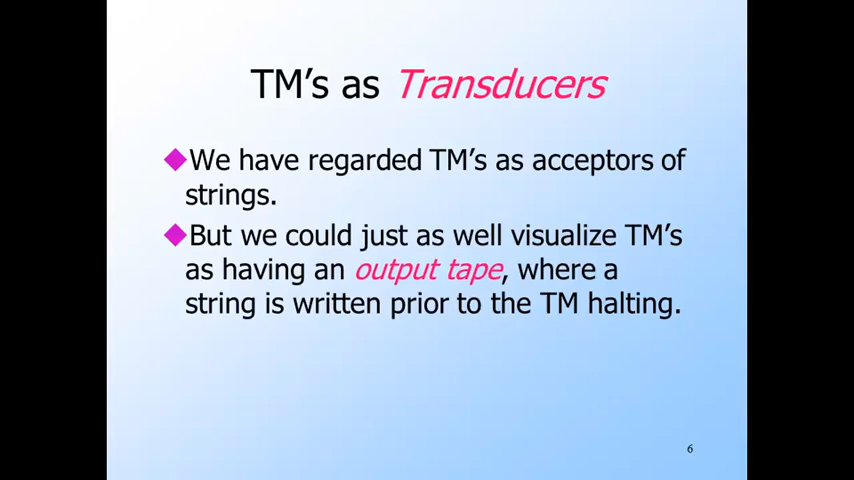 TM’s as Transducers
We have regarded TM’s as acceptors of
strings.
But we could just as well visualize TM’s
as having an output tape, where a
string is written prior to the TM halting.
6